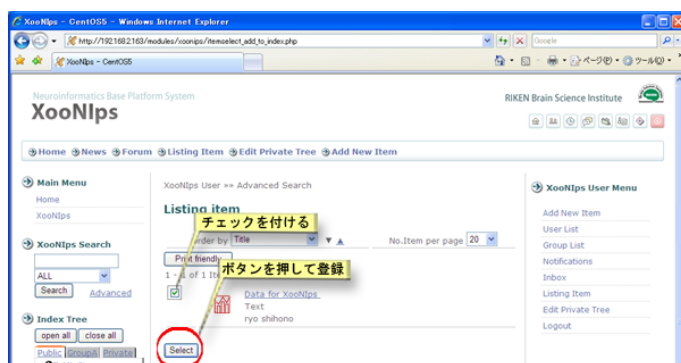 XooNIps - CentOS5 - Windows Internet Explorer
http://192.168.2.163/modules/xoonips/itemselect_add_to_index.php
Google
XooNIps - CentOS5
ページ(P)
ツール(O)
Neuroinformatics Base Platform System
XooNIps
RIKEN Brain Science Institute
Home News Forum Listing Item Edit Private Tree Add New Item
Main Menu
Home
XooNIps
XooNIps Search
ALL
Search Advanced
Index Tree
open all close all
Public GroupA Private
XooNIps User »» Advanced Search
Listing item
チェックを付ける
order by Title
No.Item per page 20
Print friendly
ボタンを押して登録
1 - 1 of 1
Data for XooNIps
Text
ryo shihono
Select
XooNIps User Menu
Add New Item
User List
Group List
Notifications
Inbox
Listing Item
Edit Private Tree
Logout